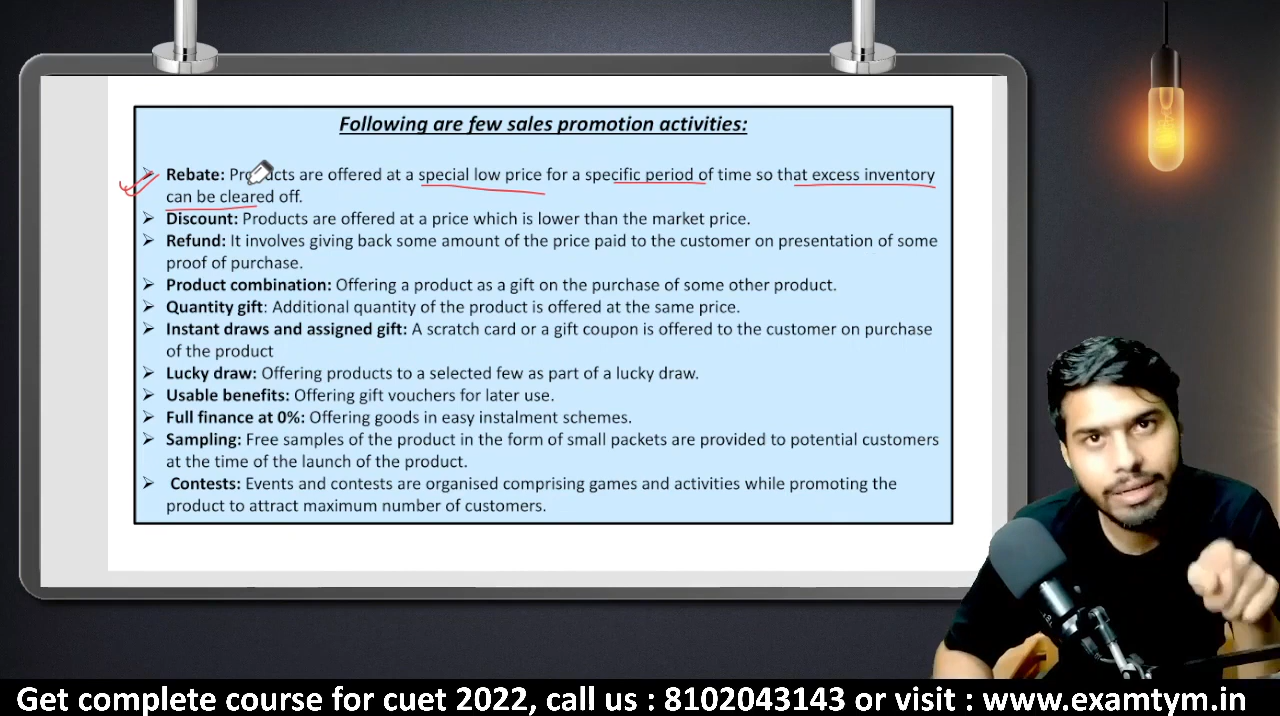 Following are few sales promotion activities:
➢ Rebate: Products are offered at a special low price for a specific period of time so that excess inventory
can be cleared off.
➢ Discount: Products are offered at a price which is lower than the market price.
➢ Refund: It involves giving back some amount of the price paid to the customer on presentation of some
proof of purchase.
➢ Product combination: Offering a product as a gift on the purchase of some other product.
➢ Quantity gift: Additional quantity of the product is offered at the same price.
➢ Instant draws and assigned gift: A scratch card or a gift coupon is offered to the customer on purchase
of the product
➢ Lucky draw: Offering products to a selected few as part of a lucky draw.
➢ Usable benefits: Offering gift vouchers for later use.
➢ Full finance at 0%: Offering goods in easy instalment schemes.
➢ Sampling: Free samples of the product in the form of small packets are provided to potential customers
at the time of the launch of the product.
➢ Contests: Events and contests are organised comprising games and activities while promoting the
product to attract maximum number of customers.
Get complete course for cuet 2022, call us : 8102043143 or visit : www.examtym.in